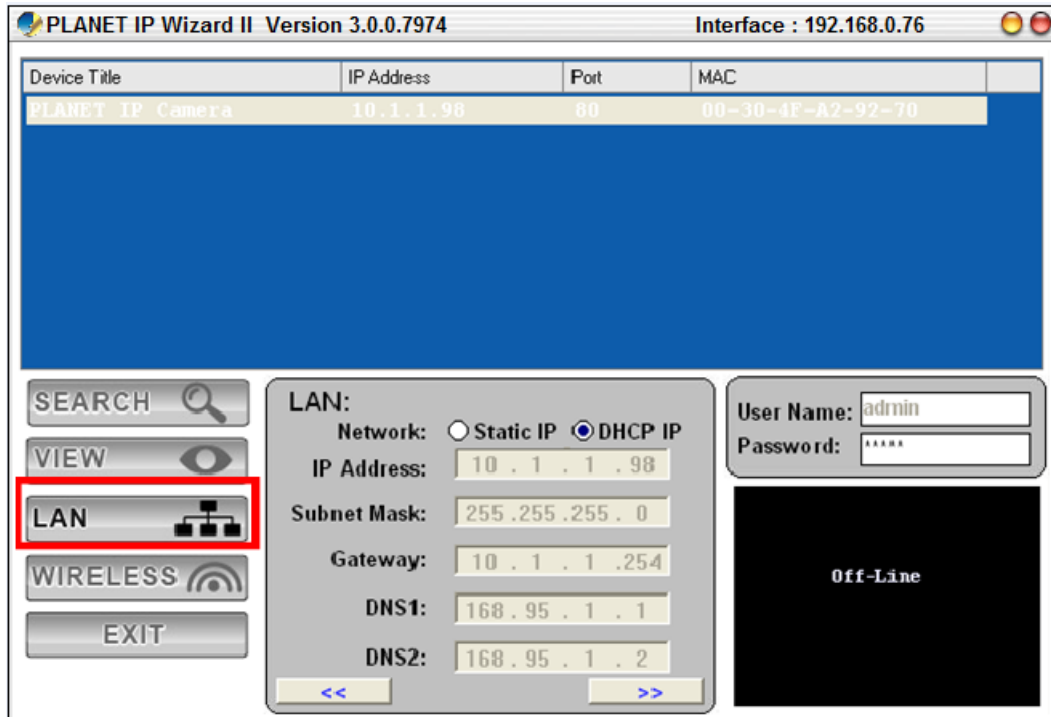 PLANET IP Wizard II Version 3.0.0.7974 Interface : 192.168.0.76
Device Title IP Address Port MAC
PLANET IP Camera 10.1.1.98 80 00-30-4F-A2-92-70
SEARCH
VIEW
LAN
WIRELESS
EXIT
LAN:
Network: Static IP DHCP IP
IP Address: 10 . 1 . 1 . 98
Subnet Mask: 255 . 255 . 255 . 0
Gateway: 10 . 1 . 1 . 254
DNS1: 168 . 95 . 1 . 1
DNS2: 168 . 95 . 1 . 2
<< >>
User Name: admin
Password: *****
Off-Line